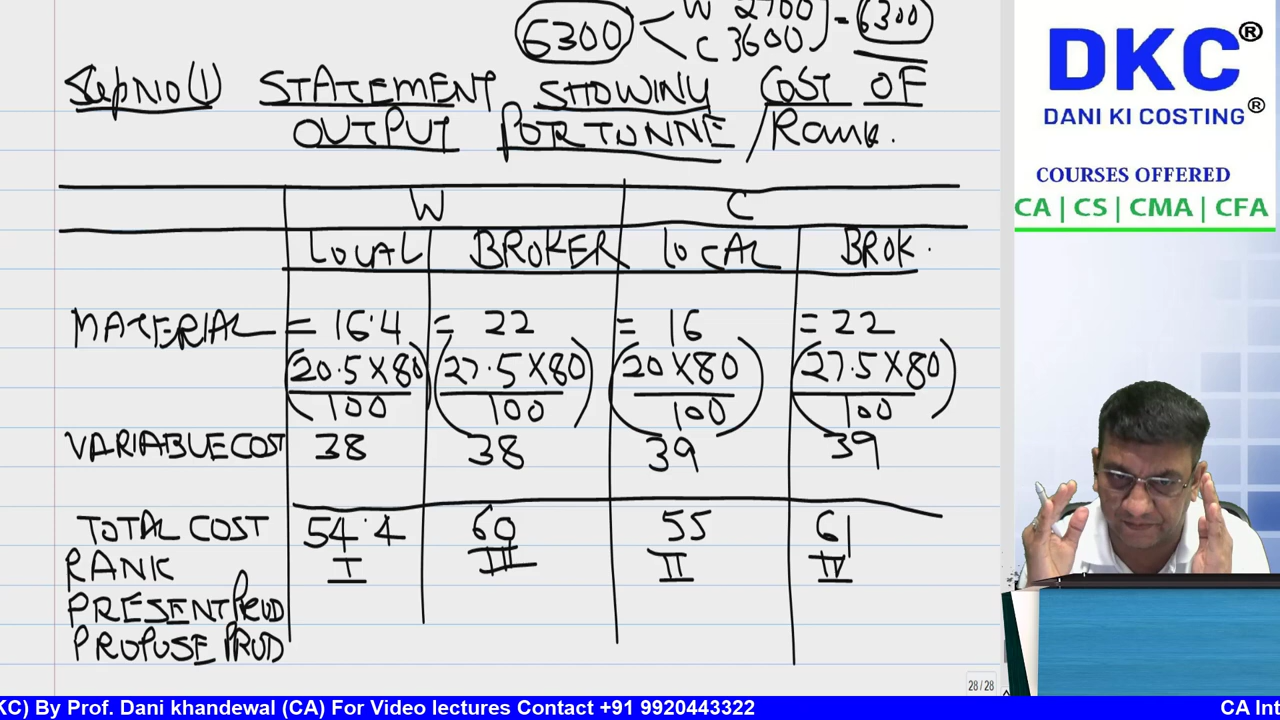 6300 W 2700 = 6300
C 3600
Step No (1) STATEMENT SHOWING COST OF
OUTPUT PER TONNE / Rank.
W C
LOCAL BROKER LOCAL BROK.
MATERIAL = 16.4 = 22 = 16 = 22
(20.5 X 80 (27.5 X 80) (20 X 80) (27.5 X 80)
100 100 100 100
VARIABLE COST 38 38 39 39
TOTAL COST 54.4 60 55 61
RANK I III II IV
PRESENT PROD
PROPUSE PROD
28 / 28
DKC®
DANI KI COSTING®
COURSES OFFERED
CA | CS | CMA | CFA
KC) By Prof. Dani khandewal (CA) For Video lectures Contact +91 9920443322 CA Int